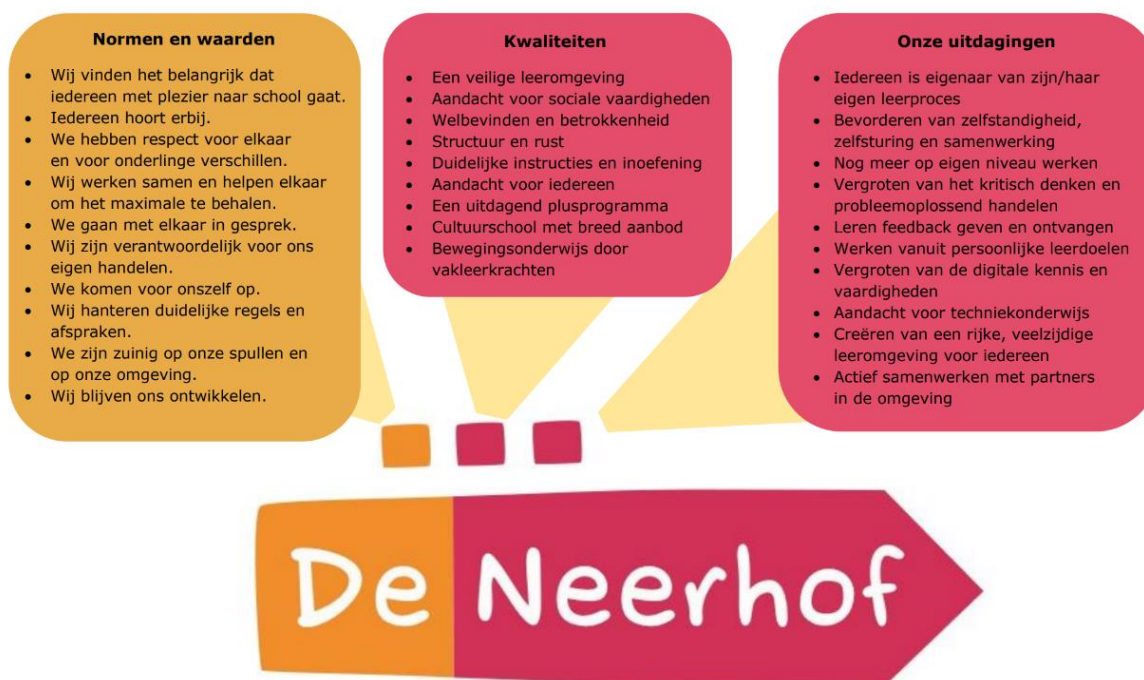 Normen en waarden
• Wij vinden het belangrijk dat
iedereen met plezier naar school gaat.
• Iedereen hoort erbij.
• We hebben respect voor elkaar
en voor onderlinge verschillen.
• Wij werken samen en helpen elkaar
om het maximale te behalen.
• We gaan met elkaar in gesprek.
• Wij zijn verantwoordelijk voor ons
eigen handelen.
• We komen voor onszelf op.
• Wij hanteren duidelijke regels en
afspraken.
• We zijn zuinig op onze spullen en
op onze omgeving.
• Wij blijven ons ontwikkelen.
Kwaliteiten
• Een veilige leeromgeving
• Aandacht voor sociale vaardigheden
• Welbevinden en betrokkenheid
• Structuur en rust
• Duidelijke instructies en inoefening
• Aandacht voor iedereen
• Een uitdagend plusprogramma
• Cultuurschool met breed aanbod
• Bewegingsonderwijs door
vakleerkrachten
Onze uitdagingen
• Iedereen is eigenaar van zijn/haar
eigen leerproces
• Bevorderen van zelfstandigheid,
zelfsturing en samenwerking
• Nog meer op eigen niveau werken
• Vergroten van het kritisch denken en
probleemoplossend handelen
• Leren feedback geven en ontvangen
• Werken vanuit persoonlijke leerdoelen
• Vergroten van de digitale kennis en
vaardigheden
• Aandacht voor techniekonderwijs
• Creëren van een rijke, veelzijdige
leeromgeving voor iedereen
• Actief samenwerken met partners
in de omgeving
De Neerhof